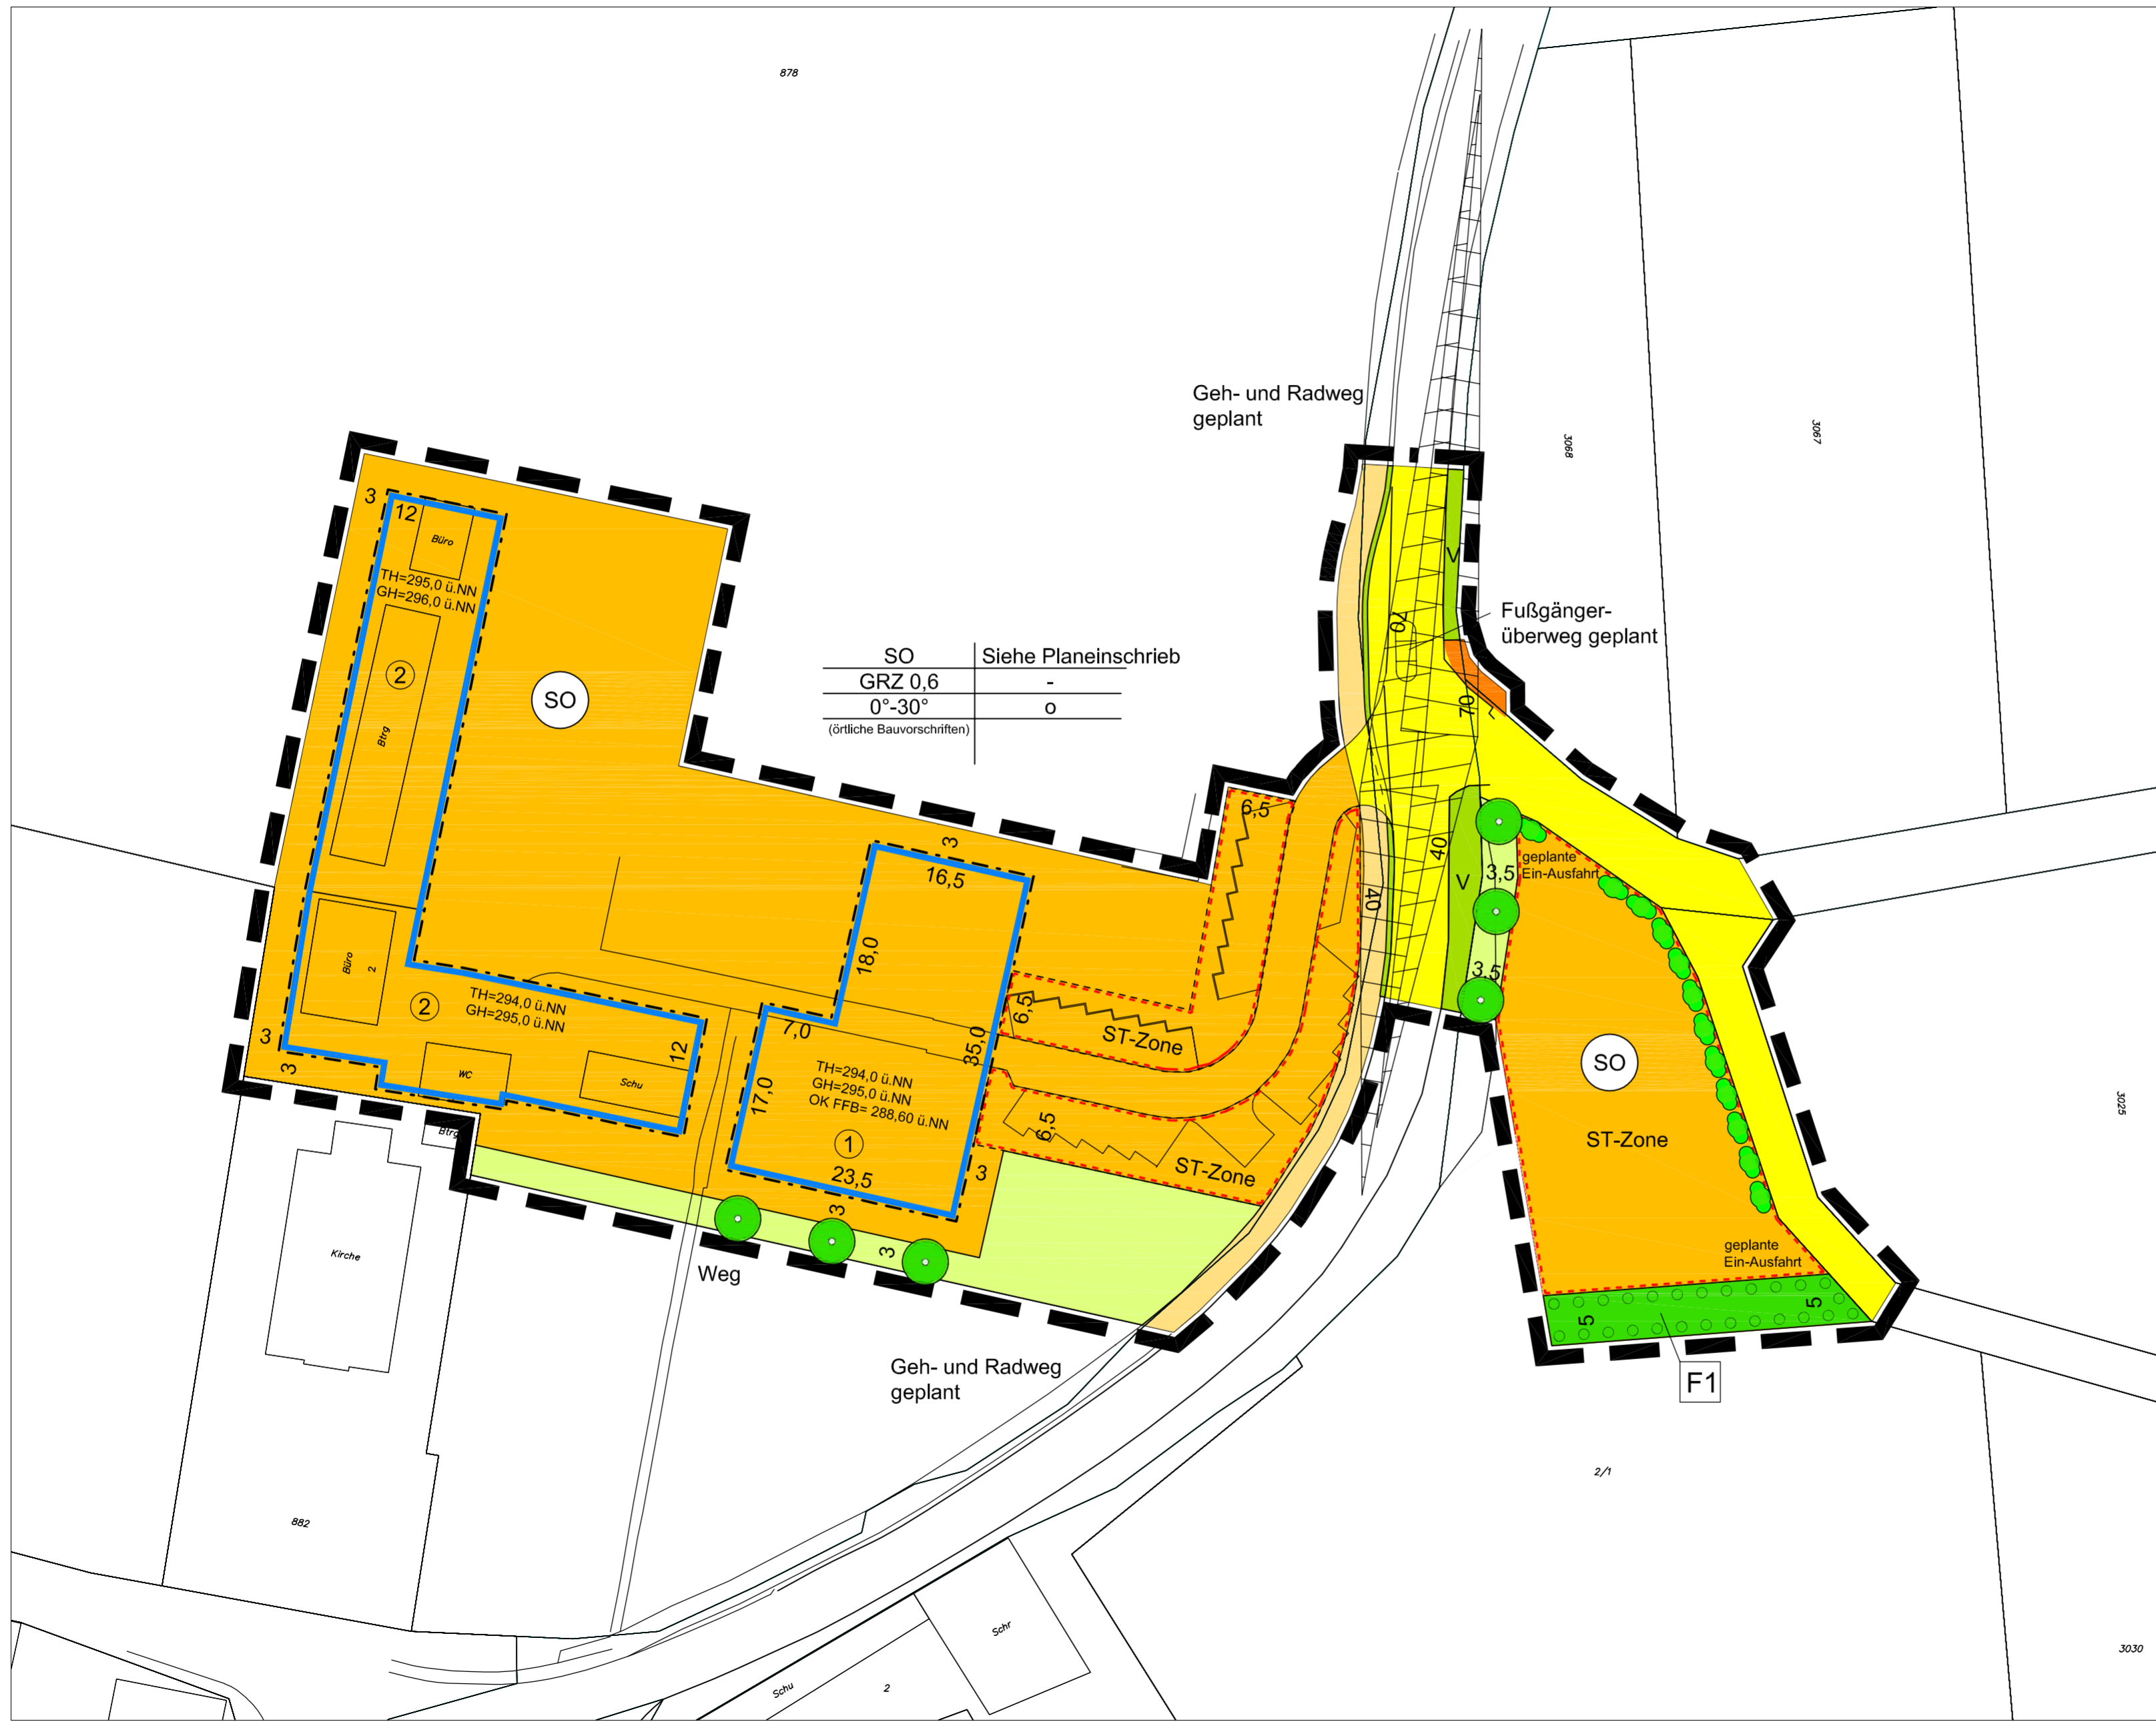 878
Geh- und Radweg
geplant
3068
3067
3
12
Büro
TH=295,0 ü.NN
GH=296,0 ü.NN
2
Btrg
SO
SO
Siehe Planeinschrieb
GRZ 0,6
-
0°-30°
o
(örtliche Bauvorschriften)
V
70
Fußgänger-
überweg geplant
70
6,5
3
16,5
18,0
40
40
V
3,5
geplante
Ein-Ausfahrt
3,5
Büro
2
2
TH=294,0 ü.NN
GH=295,0 ü.NN
3
3
WC
Schu
12
Btrg
7,0
17,0
35,0
TH=294,0 ü.NN
GH=295,0 ü.NN
OK FFB= 288,60 ü.NN
1
23,5
3
3
3
6,5
ST-Zone
6,5
ST-Zone
SO
ST-Zone
geplante
Ein-Ausfahrt
5
5
F1
3025
Kirche
Weg
Geh- und Radweg
geplant
882
2/1
Schr
Schu
2
3030